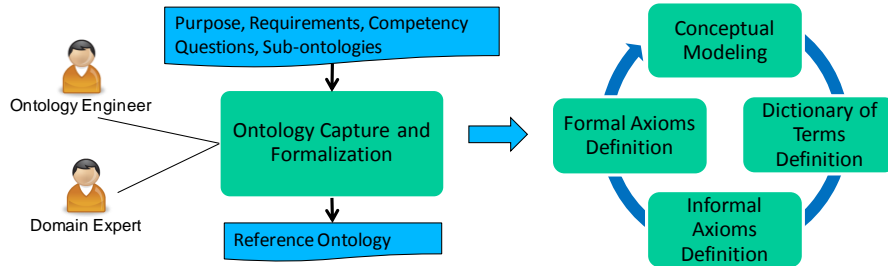 Purpose, Requirements, Competency
Questions, Sub-ontologies
Ontology Engineer
Domain Expert
Ontology Capture and
Formalization
Reference Ontology
Conceptual
Modeling
Dictionary of
Terms
Definition
Informal
Axioms
Definition
Formal Axioms
Definition